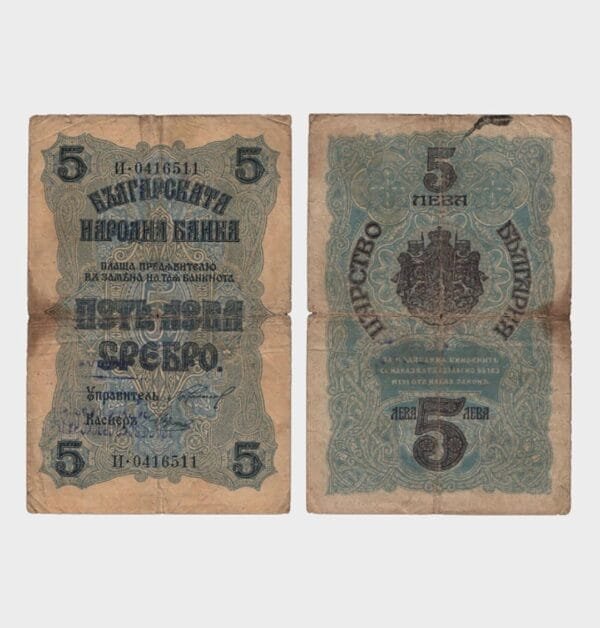 5 И·0416511 5
БЪЛГАРСКАТА
НАРОДНА БАНКА
ПЛАЩА ПРЕДЯВИТЕЛЮ
ВЪ ЗАМѢНА НА ТАЯ БАНКНОТА
ПЕТЬ ЛЕВА
СРЕБРО.
Управитель
Касиеръ
5 И·0416511 5
5
ЛЕВА
ЦАРСТВО БЪЛГАРИЯ
ЛЕВА 5 ЛЕВА